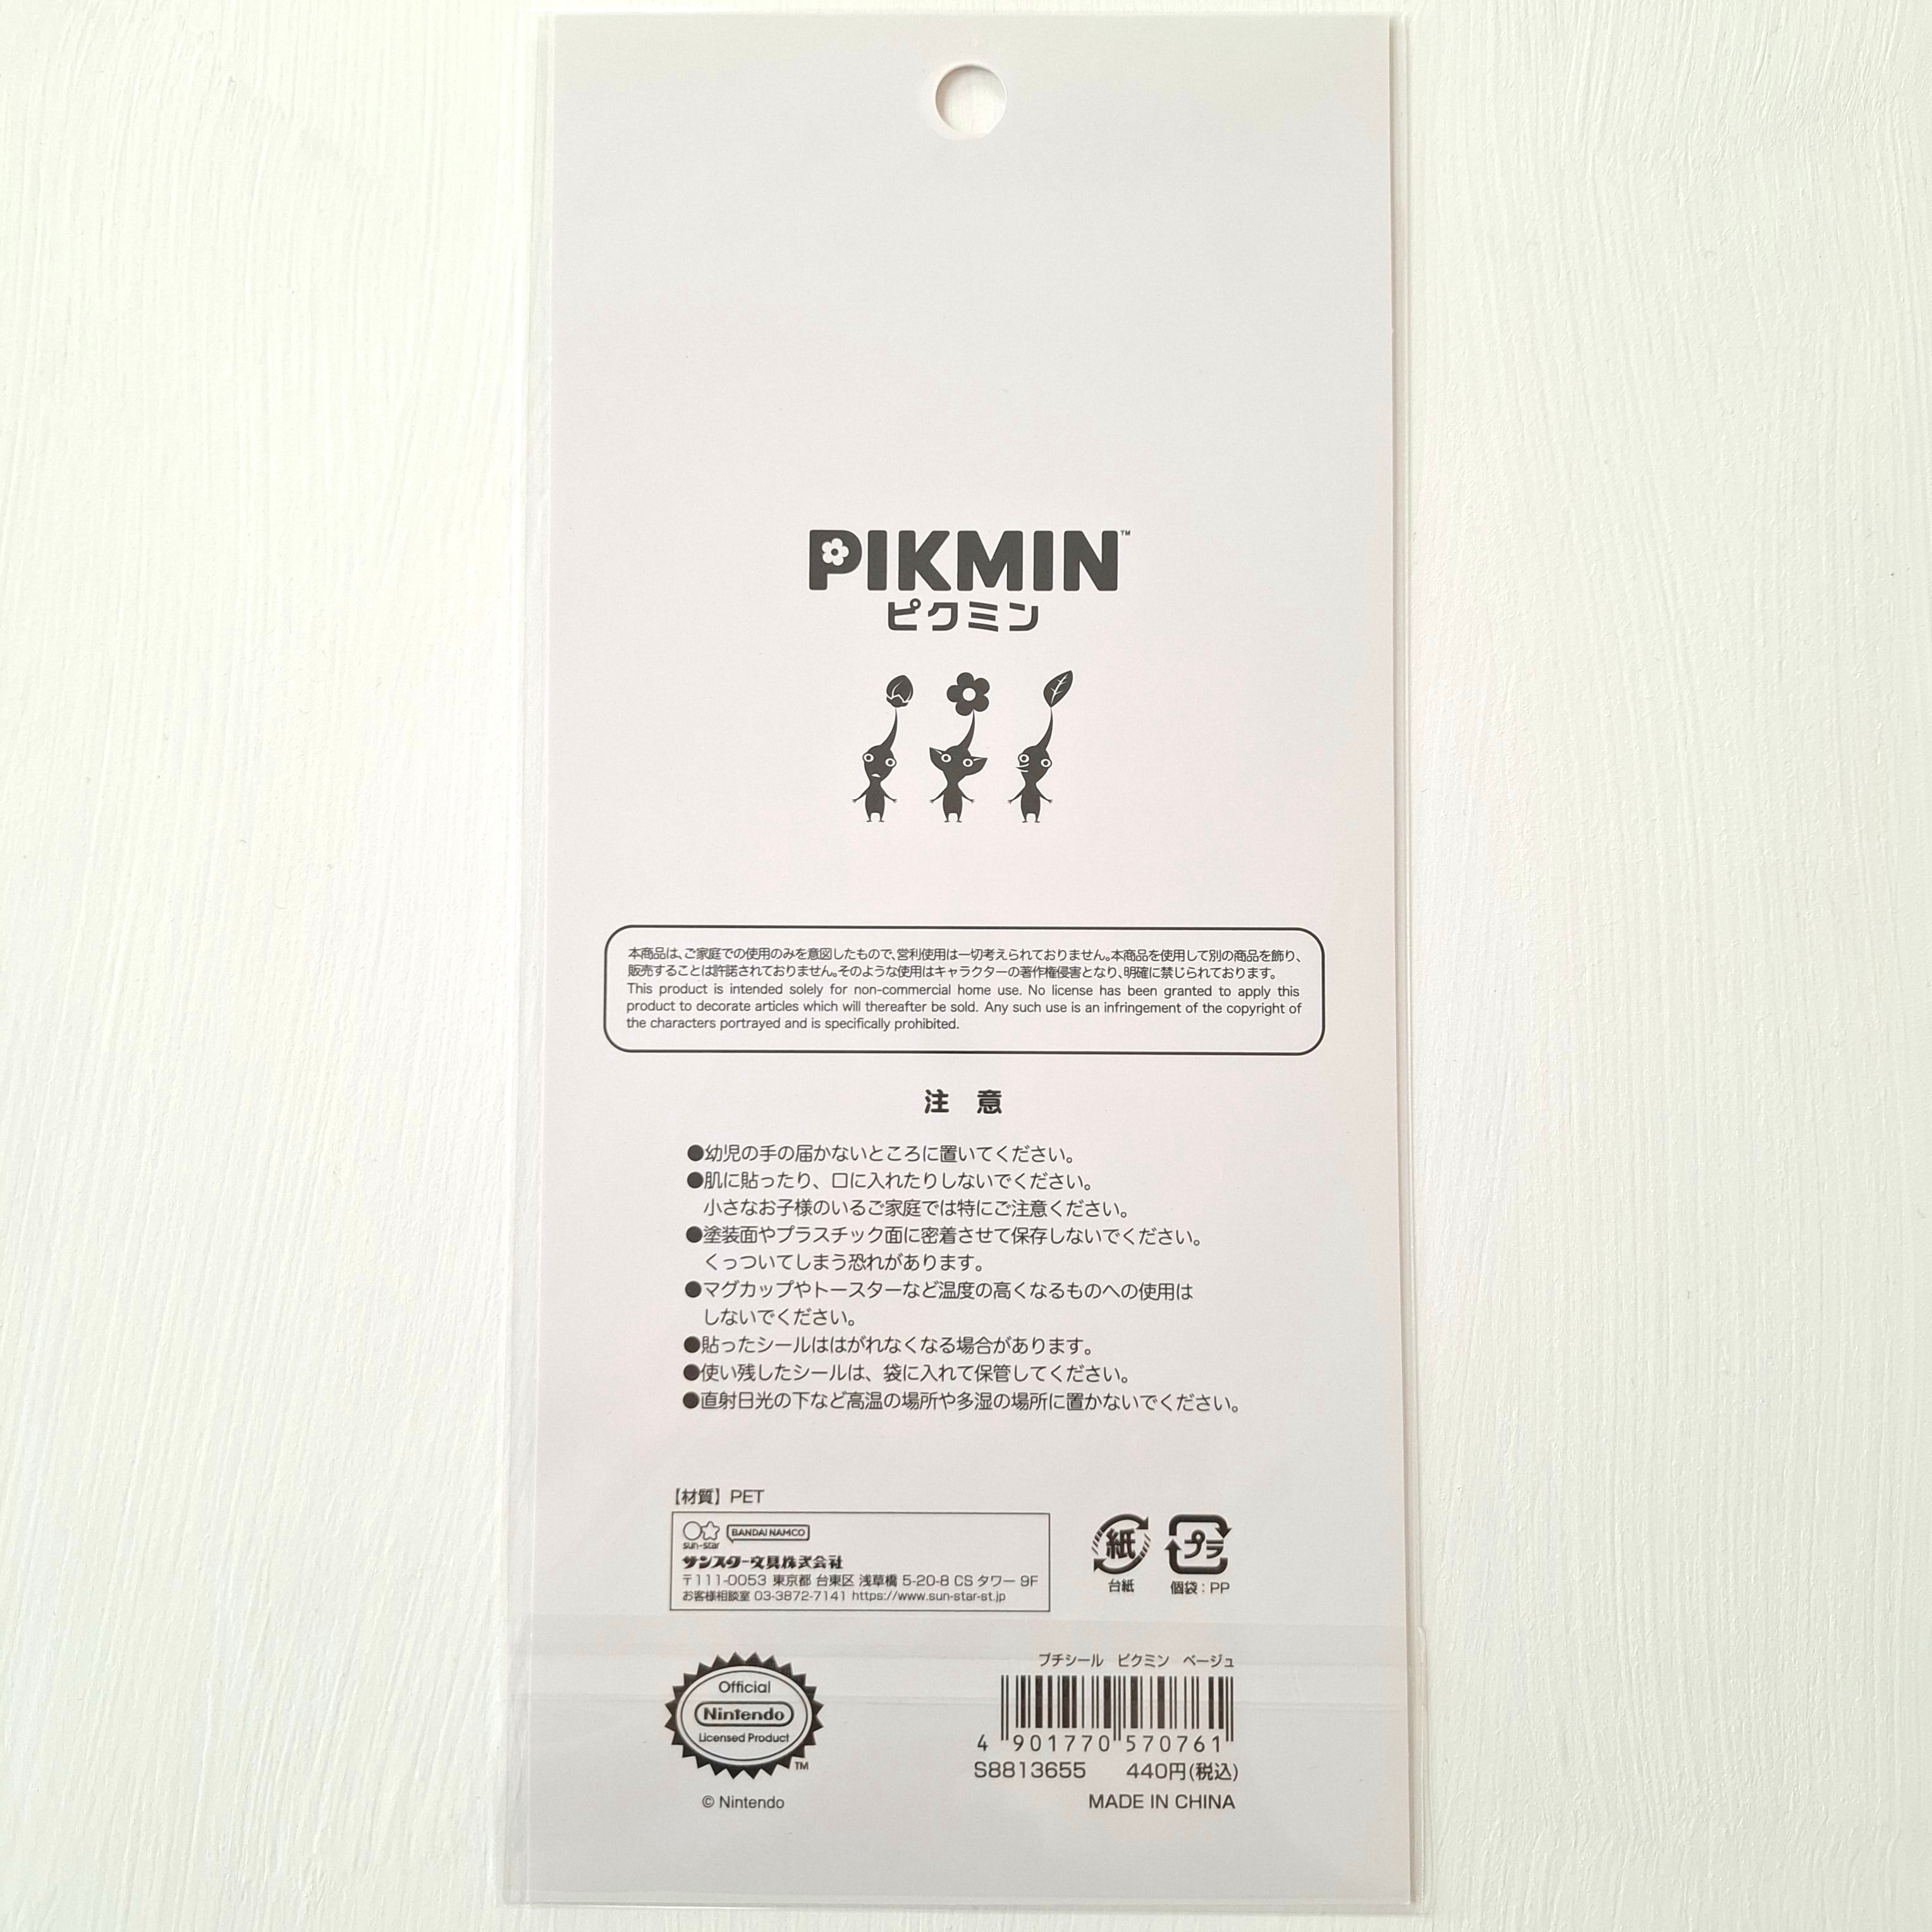 PIKMIN™
ピクミン
本商品は、ご家庭での使用のみを意図したもので、営利使用は一切考えられておりません。本商品を使用して別の商品を飾り、
販売することは許諾されておりません。そのような使用はキャラクターの著作権侵害となり、明確に禁じられております。
This product is intended solely for non-commercial home use. No license has been granted to apply this
product to decorate articles which will thereafter be sold. Any such use is an infringement of the copyright of
the characters portrayed and is specifically prohibited.
注 意
●幼児の手の届かないところに置いてください。
●肌に貼ったり、口に入れたりしないでください。
小さなお子様のいるご家庭では特にご注意ください。
●塗装面やプラスチック面に密着させて保存しないでください。
くっついてしまう恐れがあります。
●マグカップやトースターなど温度の高くなるものへの使用は
しないでください。
●貼ったシールははがれなくなる場合があります。
●使い残したシールは、袋に入れて保管してください。
●直射日光の下など高温の場所や多湿の場所に置かないでください。
【材質】PET
sun-star BANDAI NAMCO
サンスター文具株式会社
〒111-0053 東京都 台東区 浅草橋 5-20-8 CS タワー 9F
お客様相談室 03-3872-7141 https://www.sun-star-st.jp
紙
台紙
プラ
個袋：PP
Official
Nintendo
Licensed Product
™
© Nintendo
プチシール ピクミン ベージュ
4 901770 570761
S8813655 440円(税込)
MADE IN CHINA